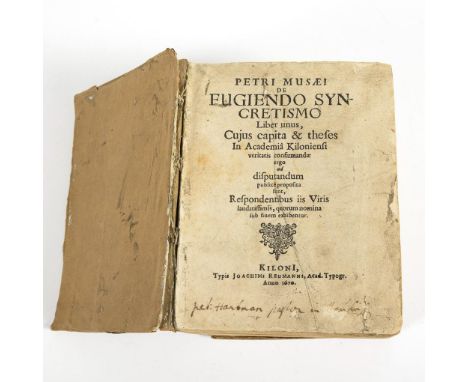 PETRI MUSÆI
DE
FUGIENDO SYN-
CRETISMO
Liber unus,
Cujus capita & theses
In Academiâ Kiloniensi
veritatis confirmandæ
ergo
ad
disputandum
publicè proposita
sunt,
Respondentibus iis Viris
laudatissimis, quorum nomina
sub finem exhibentur.
KILONI,
Typis JOACHIMI REUMANNI, Acad. Typogr.
Anno 1670.